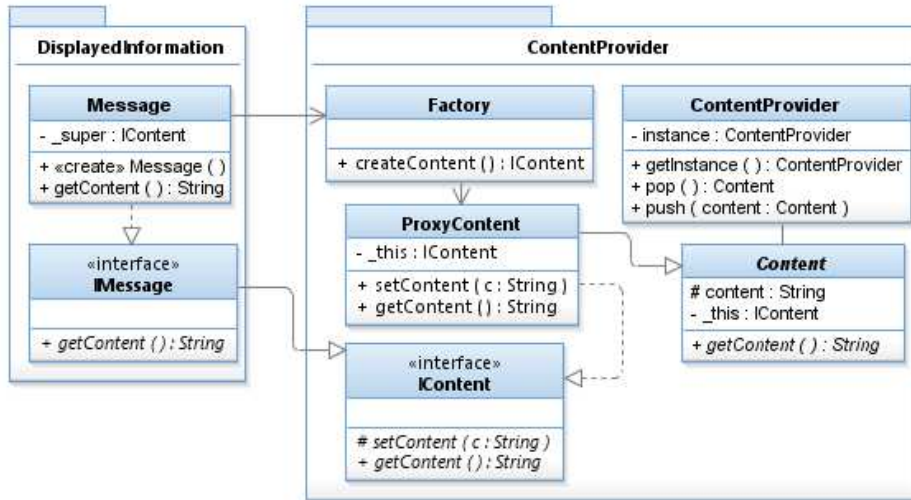 DisplayedInformation
Message
- _super : IContent
+ «create» Message ( )
+ getContent ( ) : String
«interface»
IMessage
+ getContent ( ) : String
ContentProvider
Factory
+ createContent ( ) : IContent
ContentProvider
- instance : ContentProvider
+ getInstance ( ) : ContentProvider
+ pop ( ) : Content
+ push ( content : Content )
ProxyContent
- _this : IContent
+ setContent ( c : String )
+ getContent ( ) : String
Content
# content : String
- _this : IContent
+ getContent ( ) : String
«interface»
IContent
# setContent ( c : String )
+ getContent ( ) : String